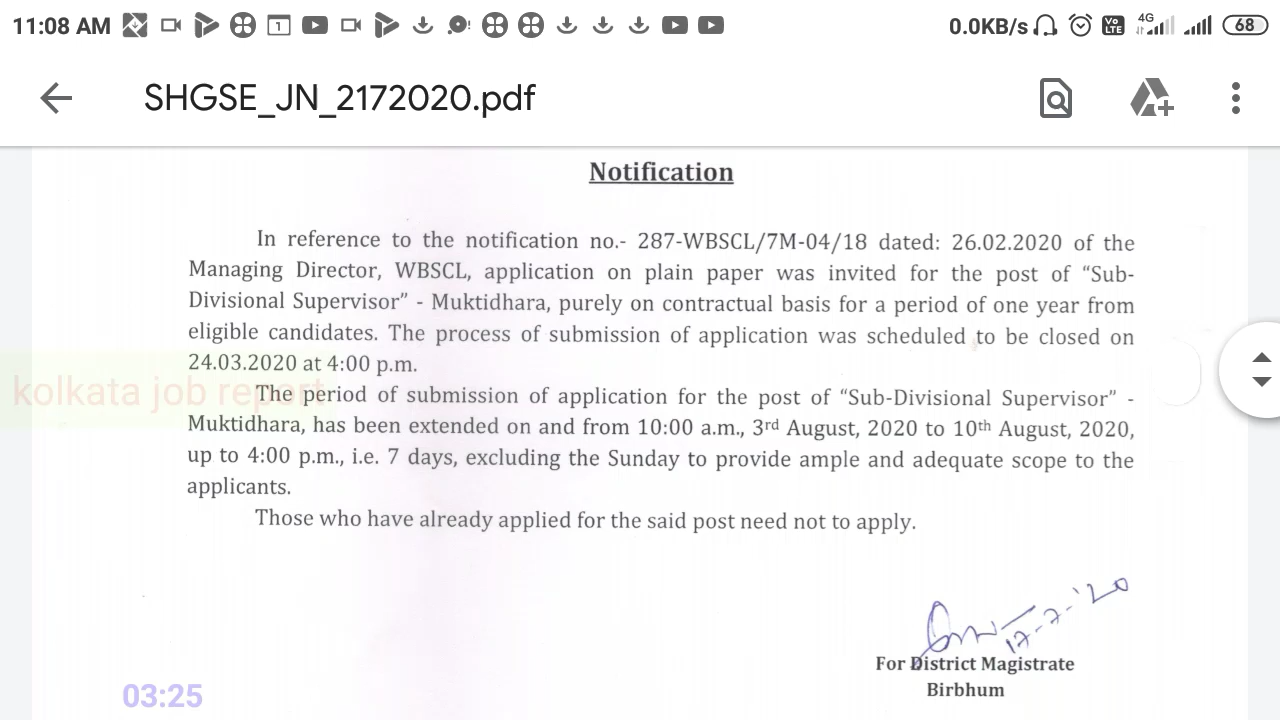 11:08 AM
1
0.0KB/s
Vo
LTE
4G
68
SHGSE_JN_2172020.pdf
Notification
In reference to the notification no.- 287-WBSCL/7M-04/18 dated: 26.02.2020 of the
Managing Director, WBSCL, application on plain paper was invited for the post of “Sub-
Divisional Supervisor” - Muktidhara, purely on contractual basis for a period of one year from
eligible candidates. The process of submission of application was scheduled to be closed on
24.03.2020 at 4:00 p.m.
kolkata job report
The period of submission of application for the post of “Sub-Divisional Supervisor” -
Muktidhara, has been extended on and from 10:00 a.m., 3rd August, 2020 to 10th August, 2020,
up to 4:00 p.m., i.e. 7 days, excluding the Sunday to provide ample and adequate scope to the
applicants.
Those who have already applied for the said post need not to apply.
17-7-'20
For District Magistrate
Birbhum
03:25